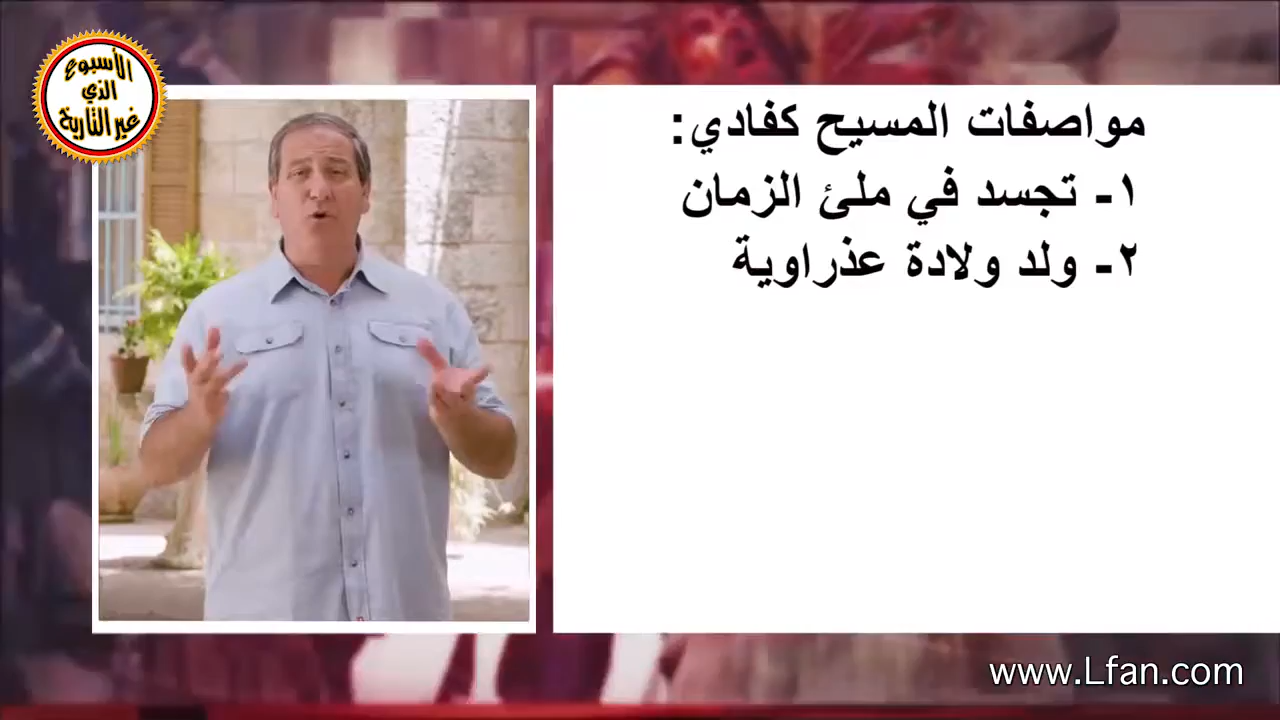 الأسبوع
الذي
غير التاريخ
مواصفات المسيح كفادي:
١- تجسد في ملئ الزمان
٢- ولد ولادة عذراوية
www.Lfan.com